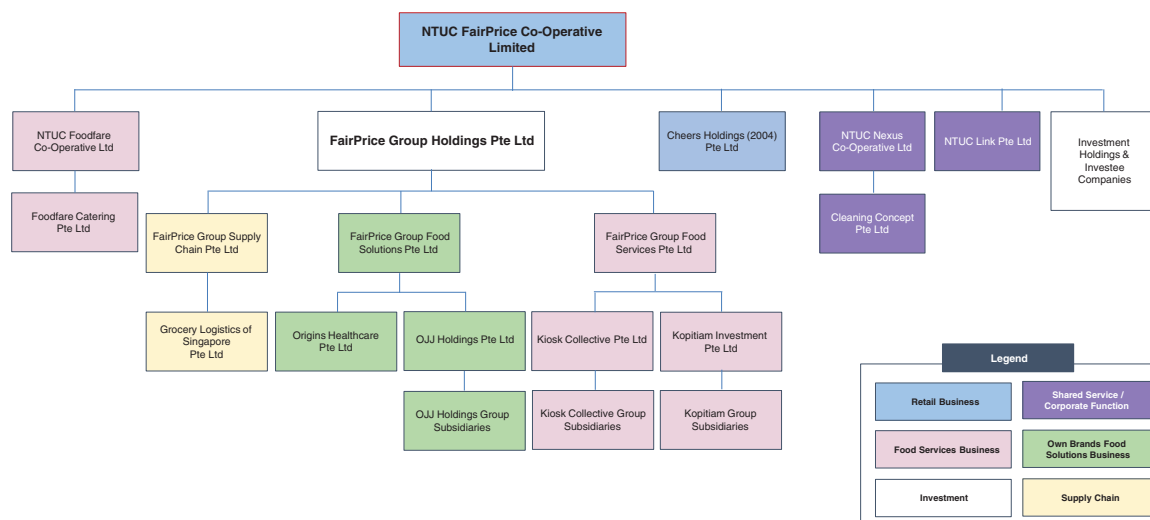 NTUC FairPrice Co-Operative
Limited
NTUC Foodfare
Co-Operative Ltd
FairPrice Group Holdings Pte Ltd
Cheers Holdings (2004)
Pte Ltd
NTUC Nexus
Co-Operative Ltd
NTUC Link Pte Ltd
Investment
Holdings &
Investee
Companies
Foodfare Catering
Pte Ltd
FairPrice Group Supply
Chain Pte Ltd
FairPrice Group Food
Solutions Pte Ltd
FairPrice Group Food
Services Pte Ltd
Cleaning Concept
Pte Ltd
Grocery Logistics of
Singapore
Pte Ltd
Origins Healthcare
Pte Ltd
OJJ Holdings Pte Ltd
Kiosk Collective Pte Ltd
Kopitiam Investment
Pte Ltd
OJJ Holdings Group
Subsidiaries
Kiosk Collective Group
Subsidiaries
Kopitiam Group
Subsidiaries
Legend
Retail Business
Shared Service /
Corporate Function
Food Services Business
Own Brands Food
Solutions Business
Investment
Supply Chain